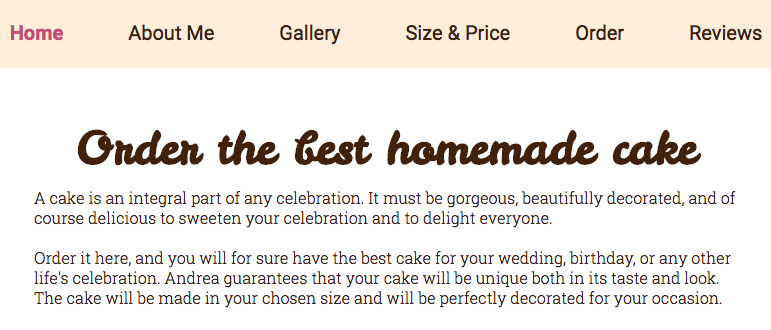 Home About Me Gallery Size & Price Order Reviews
Order the best homemade cake
A cake is an integral part of any celebration. It must be gorgeous, beautifully decorated, and of
course delicious to sweeten your celebration and to delight everyone.
Order it here, and you will for sure have the best cake for your wedding, birthday, or any other
life's celebration. Andrea guarantees that your cake will be unique both in its taste and look.
The cake will be made in your chosen size and will be perfectly decorated for your occasion.